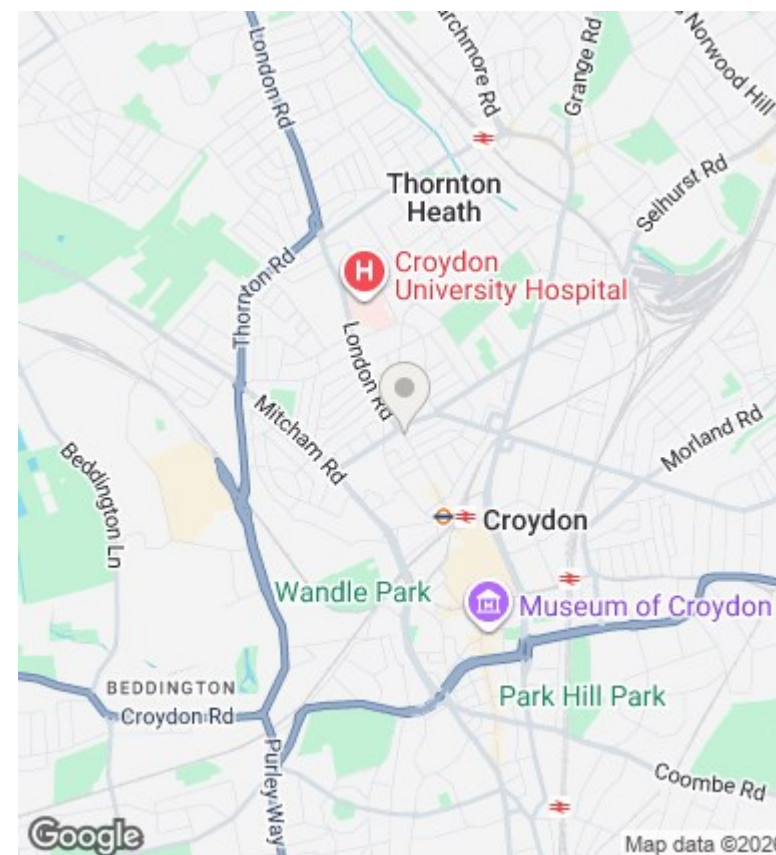 London Rd
archmore Rd
Grange Rd
Norwood Hill
Thornton
Heath
Selhurst Rd
H
Croydon
University Hospital
Thornton Rd
London Rd
Mitcham Rd
Morland Rd
Beddington Ln
Croydon
Wandle Park
Museum of Croydon
BEDDINGTON
Croydon Rd
Park Hill Park
Purley Way
Coombe Rd
Google
Map data ©202